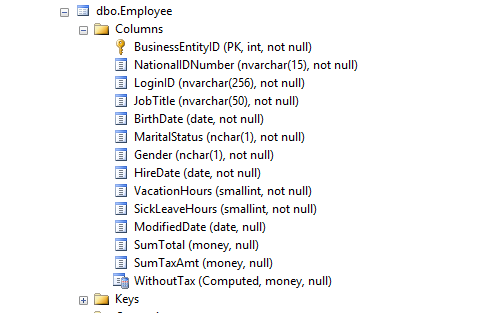 dbo.Employee
Columns
BusinessEntityID (PK, int, not null)
NationalIDNumber (nvarchar(15), not null)
LoginID (nvarchar(256), not null)
JobTitle (nvarchar(50), not null)
BirthDate (date, not null)
MaritalStatus (nchar(1), not null)
Gender (nchar(1), not null)
HireDate (date, not null)
VacationHours (smallint, not null)
SickLeaveHours (smallint, not null)
ModifiedDate (date, null)
SumTotal (money, null)
SumTaxAmt (money, null)
WithoutTax (Computed, money, null)
Keys